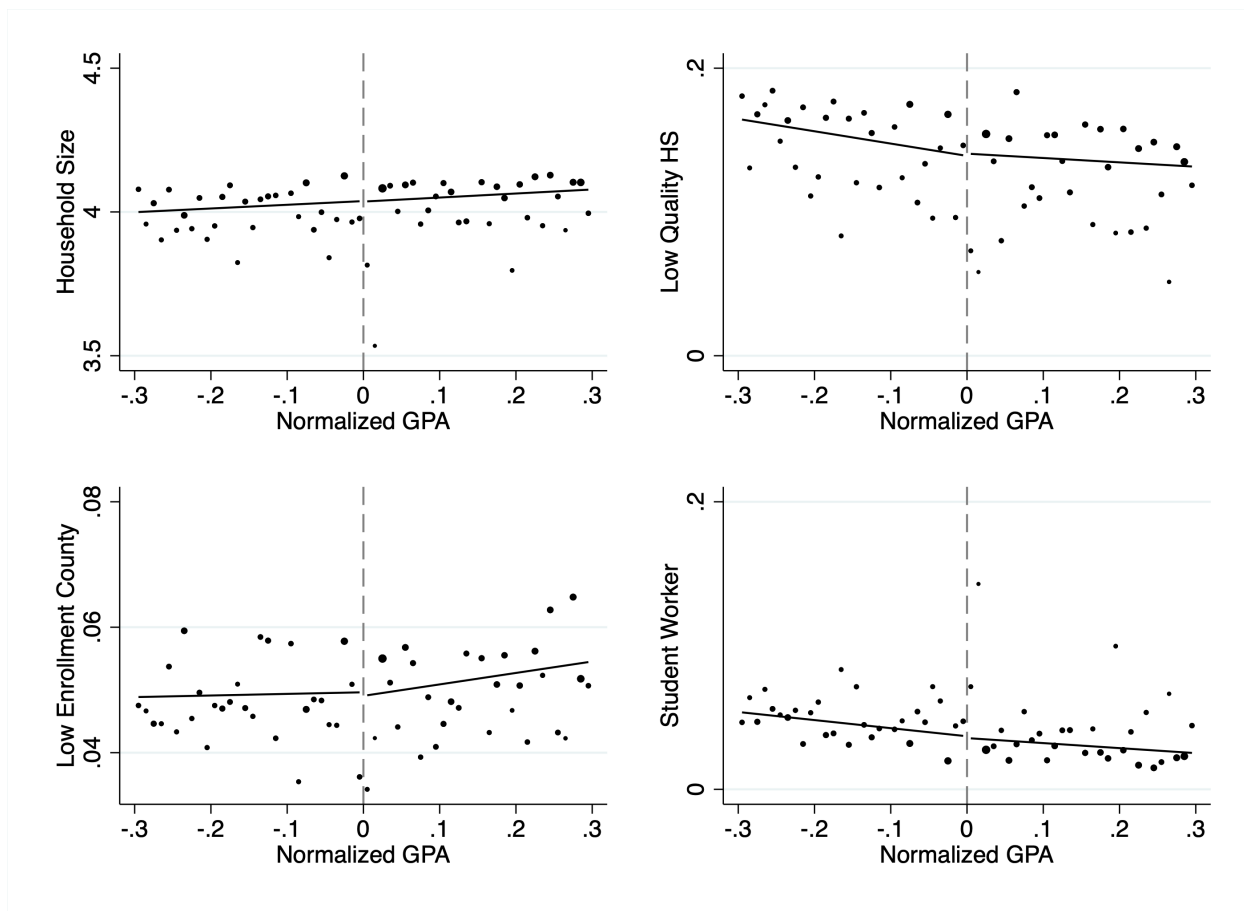 Household Size
4.5
4
3.5
-.3 -.2 -.1 0 .1 .2 .3
Normalized GPA
Low Quality HS
.2
0
-.3 -.2 -.1 0 .1 .2 .3
Normalized GPA
Low Enrollment County
.08
.06
.04
-.3 -.2 -.1 0 .1 .2 .3
Normalized GPA
Student Worker
.2
0
-.3 -.2 -.1 0 .1 .2 .3
Normalized GPA